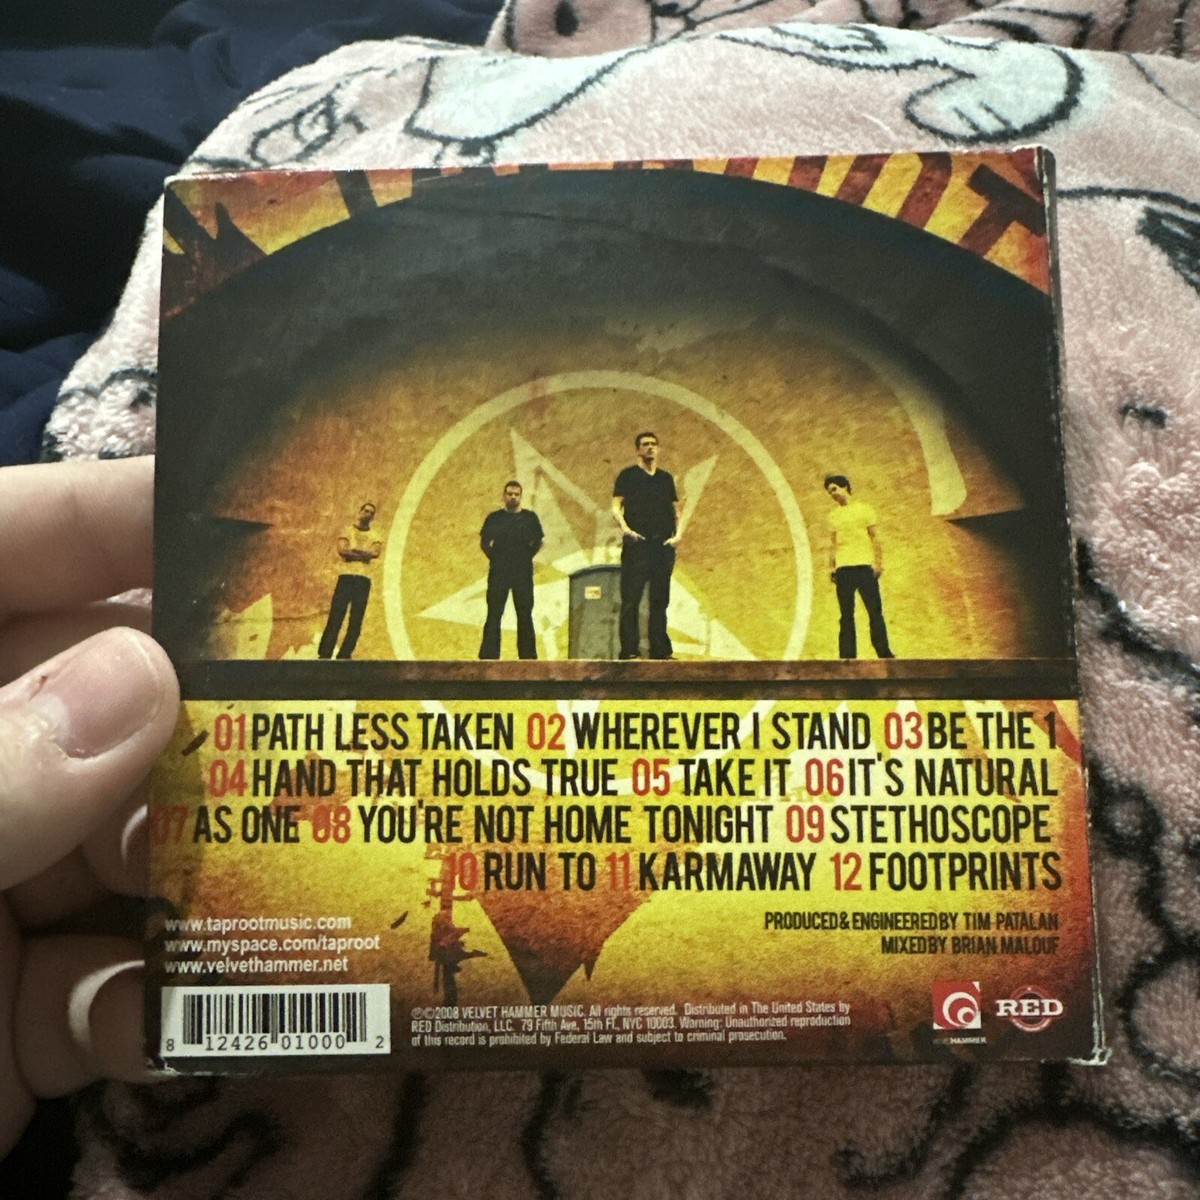 01 PATH LESS TAKEN 02 WHEREVER I STAND 03 BE THE 1
04 HAND THAT HOLDS TRUE 05 TAKE IT 06 IT'S NATURAL
07 AS ONE 08 YOU'RE NOT HOME TONIGHT 09 STETHOSCOPE
10 RUN TO 11 KARMAWAY 12 FOOTPRINTS
www.taprootmusic.com
www.myspace.com/taproot
www.velvethammer.net
PRODUCED & ENGINEERED BY TIM PATALAN
MIXED BY BRIAN MALOUF
8 12426 01000 2
℗©2008 VELVET HAMMER MUSIC. All rights reserved. Distributed in The United States by
RED Distribution, LLC. 79 Fifth Ave, 15th Fl., NYC 10003. Warning: Unauthorized reproduction
of this record is prohibited by Federal Law and subject to criminal prosecution.
HAMMER
RED